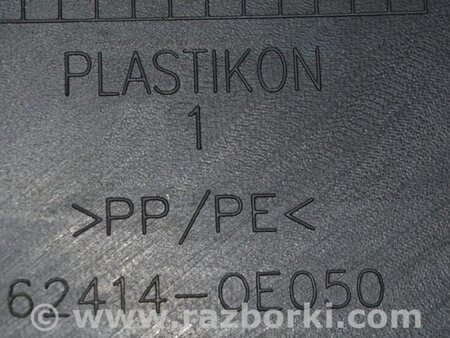 PLASTIKON
1
>PP/PE<
62414-0E050
© - www.razborki.com -